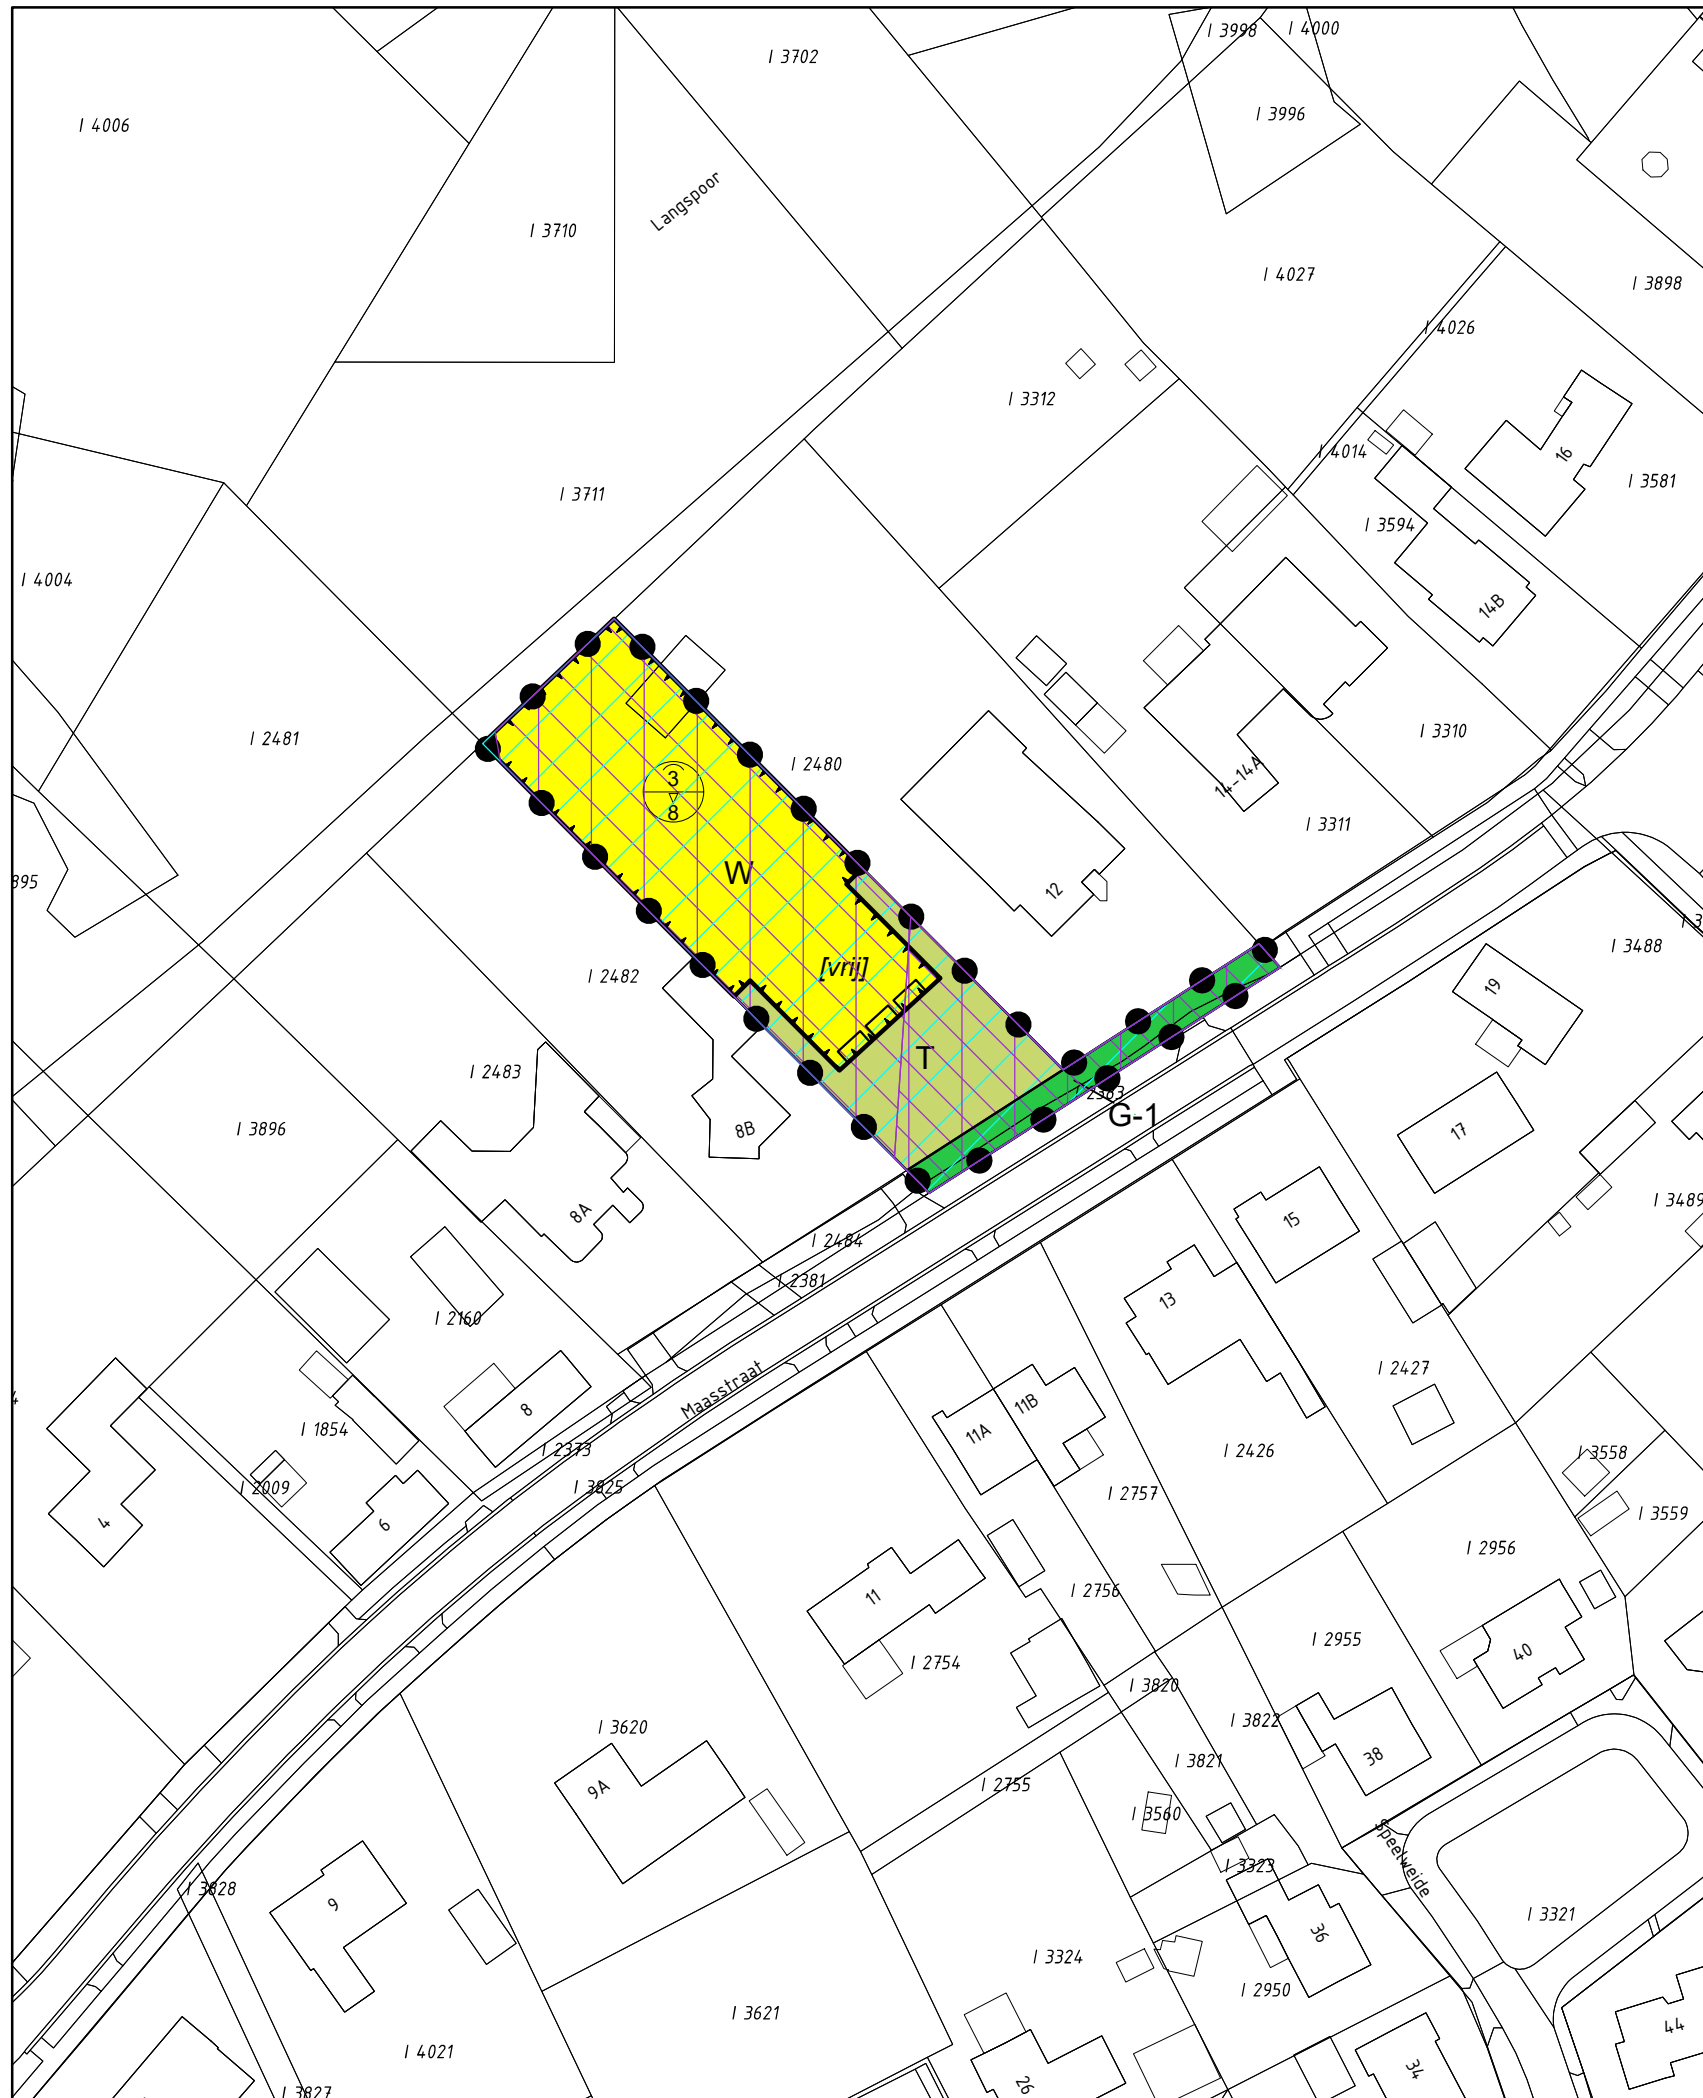 I 3998
I 4000
I 3702
I 3996
I 4006
Langspoor
I 3710
I 4027
I 3898
I 4026
I 3312
I 4014
16
I 3581
I 3711
I 3594
I 4004
14B
I 2481
I 2480
I 3310
3
8
14-14A
I 3311
W
12
I 3488
[vrij]
I 2482
19
T
I 2483
G-1
I 3896
8B
17
I 3489
8A
15
I 2484
I 2381
13
I 2160
I 2427
Maasstraat
8
11B
11A
I 1854
I 2373
I 2426
I 3558
I 2009
I 3825
I 2757
I 3559
4
6
I 2956
11
I 2756
I 2955
40
I 2754
I 3820
I 3822
I 3620
38
I 3821
9A
I 2755
I 3560
Speelweide
I 3323
I 3828
9
I 3321
36
I 3324
I 2950
I 3621
44
I 4021
34
26
I 3827